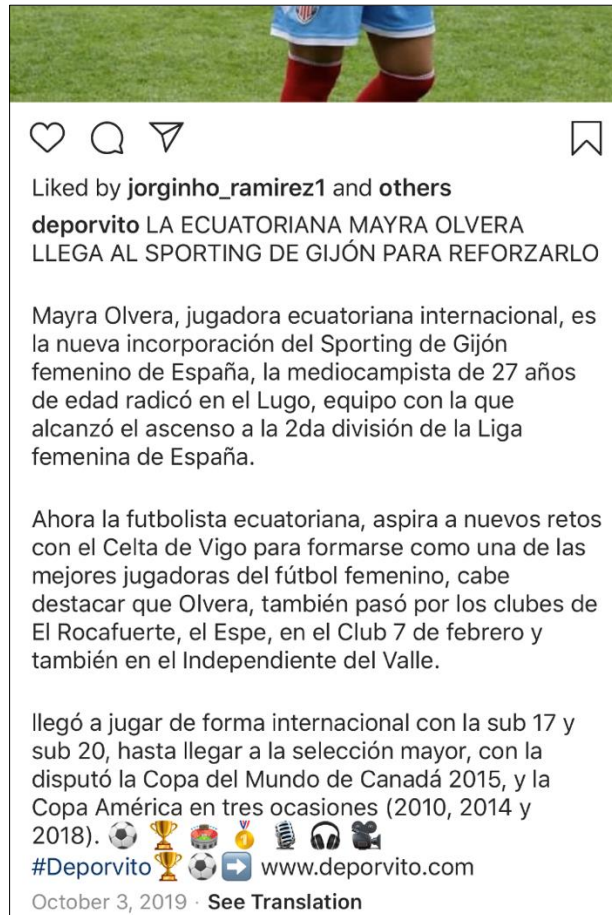 Liked by jorginho_ramirez1 and others
deporvito LA ECUATORIANA MAYRA OLVERA
LLEGA AL SPORTING DE GIJÓN PARA REFORZARLO
Mayra Olvera, jugadora ecuatoriana internacional, es
la nueva incorporación del Sporting de Gijón
femenino de España, la mediocampista de 27 años
de edad radicó en el Lugo, equipo con la que
alcanzó el ascenso a la 2da división de la Liga
femenina de España.
Ahora la futbolista ecuatoriana, aspira a nuevos retos
con el Celta de Vigo para formarse como una de las
mejores jugadoras del fútbol femenino, cabe
destacar que Olvera, también pasó por los clubes de
El Rocafuerte, el Espe, en el Club 7 de febrero y
también en el Independiente del Valle.
llegó a jugar de forma internacional con la sub 17 y
sub 20, hasta llegar a la selección mayor, con la
disputó la Copa del Mundo de Canadá 2015, y la
Copa América en tres ocasiones (2010, 2014 y
2018). ⚽🏆🏟️🥇🎙️🎧🎥
#Deporvito🏆⚽➡️ www.deporvito.com
October 3, 2019 · See Translation